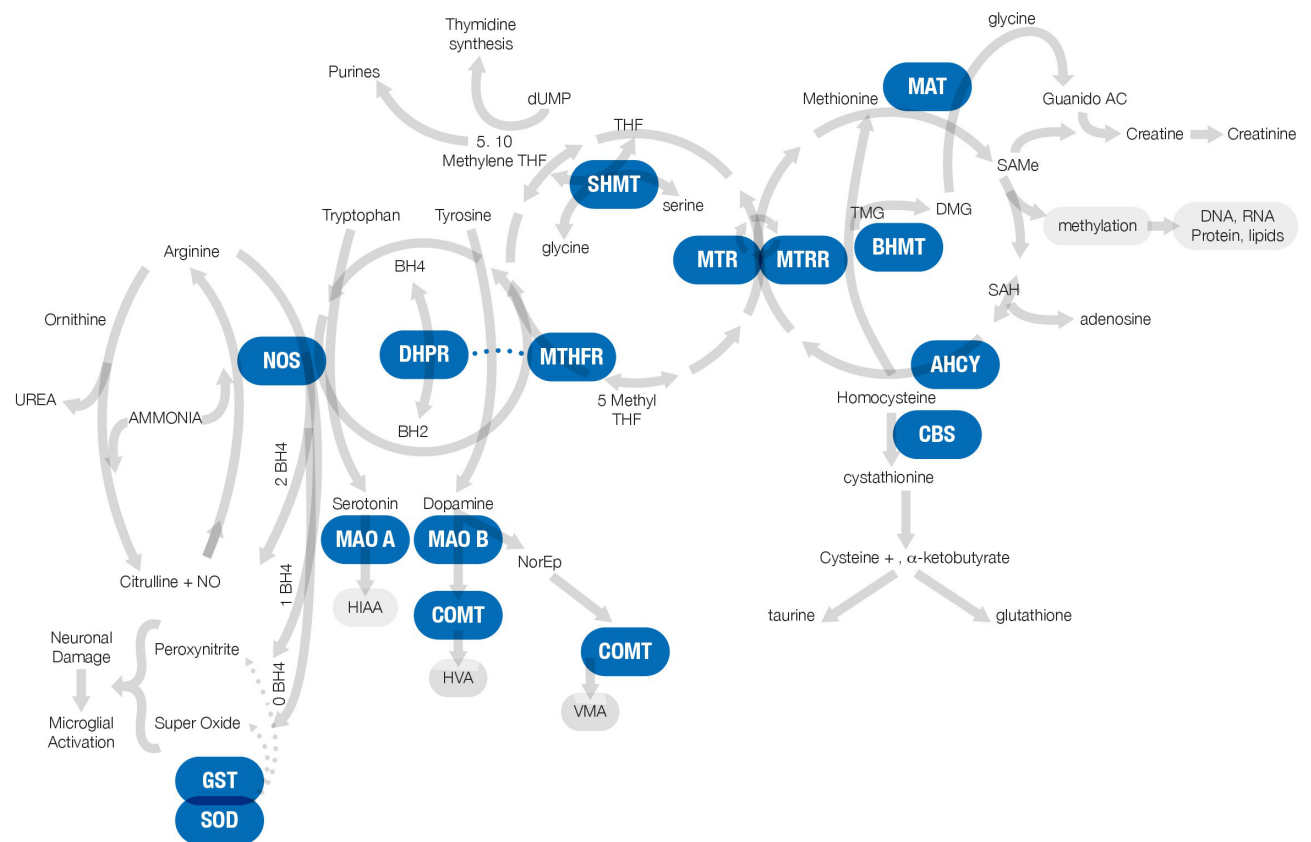 glycine
Thymidine
synthesis
Purines
dUMP
MAT
Methionine
Guanido AC
THF
5. 10
Methylene THF
Creatine
Creatinine
SAMe
SHMT
serine
Tryptophan
Tyrosine
TMG
DMG
methylation
DNA, RNA
Protein, lipids
glycine
Arginine
BH4
MTR
MTRR
BHMT
SAH
adenosine
Ornithine
NOS
DHPR
MTHFR
AHCY
UREA
AMMONIA
5 Methyl
THF
Homocysteine
BH2
CBS
2 BH4
cystathionine
Serotonin
Dopamine
MAO A
MAO B
NorEp
Cysteine + , α-ketobutyrate
Citrulline + NO
1 BH4
HIAA
COMT
taurine
glutathione
Neuronal
Damage
Peroxynitrite
COMT
0 BH4
HVA
VMA
Microglial
Activation
Super Oxide
GST
SOD